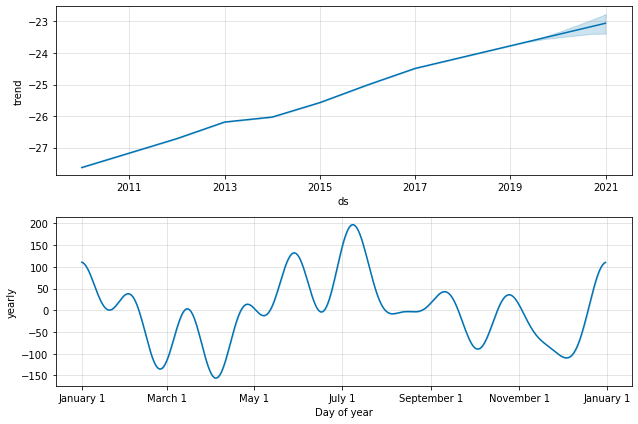 −23
−24
−25
−26
−27
trend
2011 2013 2015 2017 2019 2021
ds
200
150
100
50
0
−50
−100
−150
yearly
January 1 March 1 May 1 July 1 September 1 November 1 January 1
Day of year